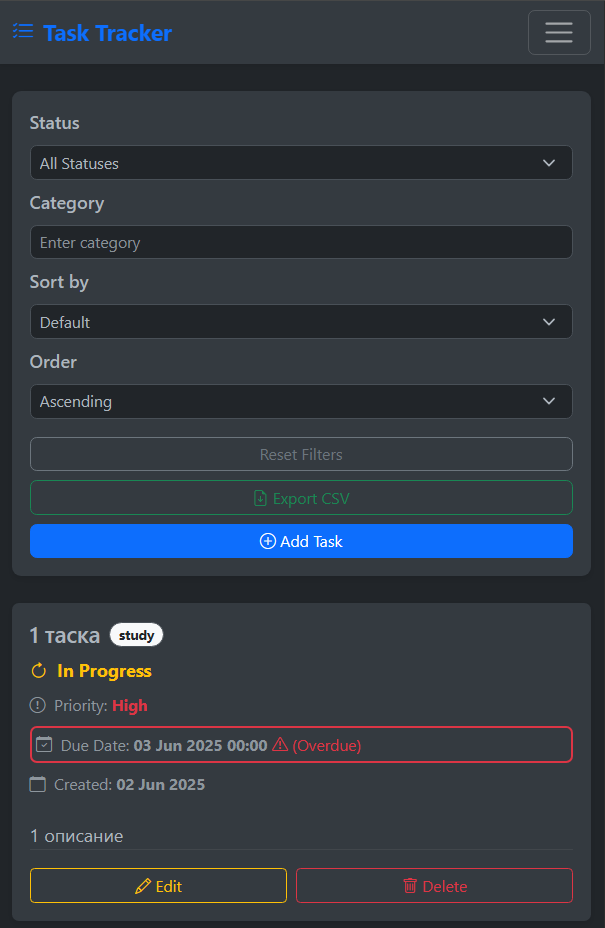 Task Tracker
Status
All Statuses
Category
Enter category
Sort by
Default
Order
Ascending
Reset Filters
Export CSV
Add Task
1 таска study
In Progress
Priority: High
Due Date: 03 Jun 2025 00:00 (Overdue)
Created: 02 Jun 2025
1 описание
Edit Delete